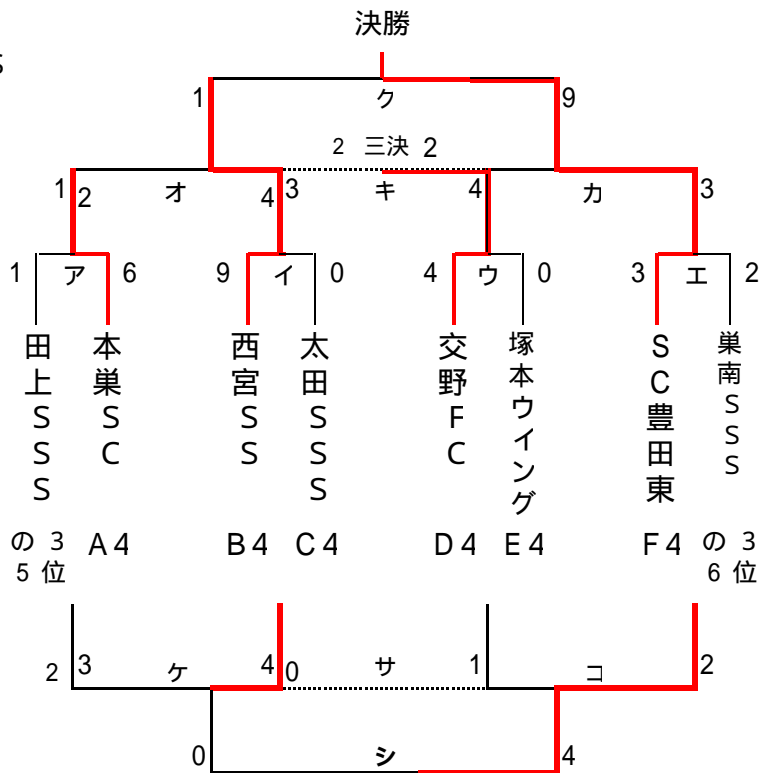 決勝
1 ク 9
2 三決 2
1 2 オ 4 3 キ 4 カ 3
1 ア 6 9 イ 0 4 ウ 0 3 エ 2
田上SSS
本巣SC
西宮SS
太田SSS
交野FC
塚本ウイング
SC豊田東
巣南SSS
の3 A4 B4 C4 D4 E4 F4 の3
5位 6位
2 3 ケ 4 0 サ 1 コ 2
0 シ 4